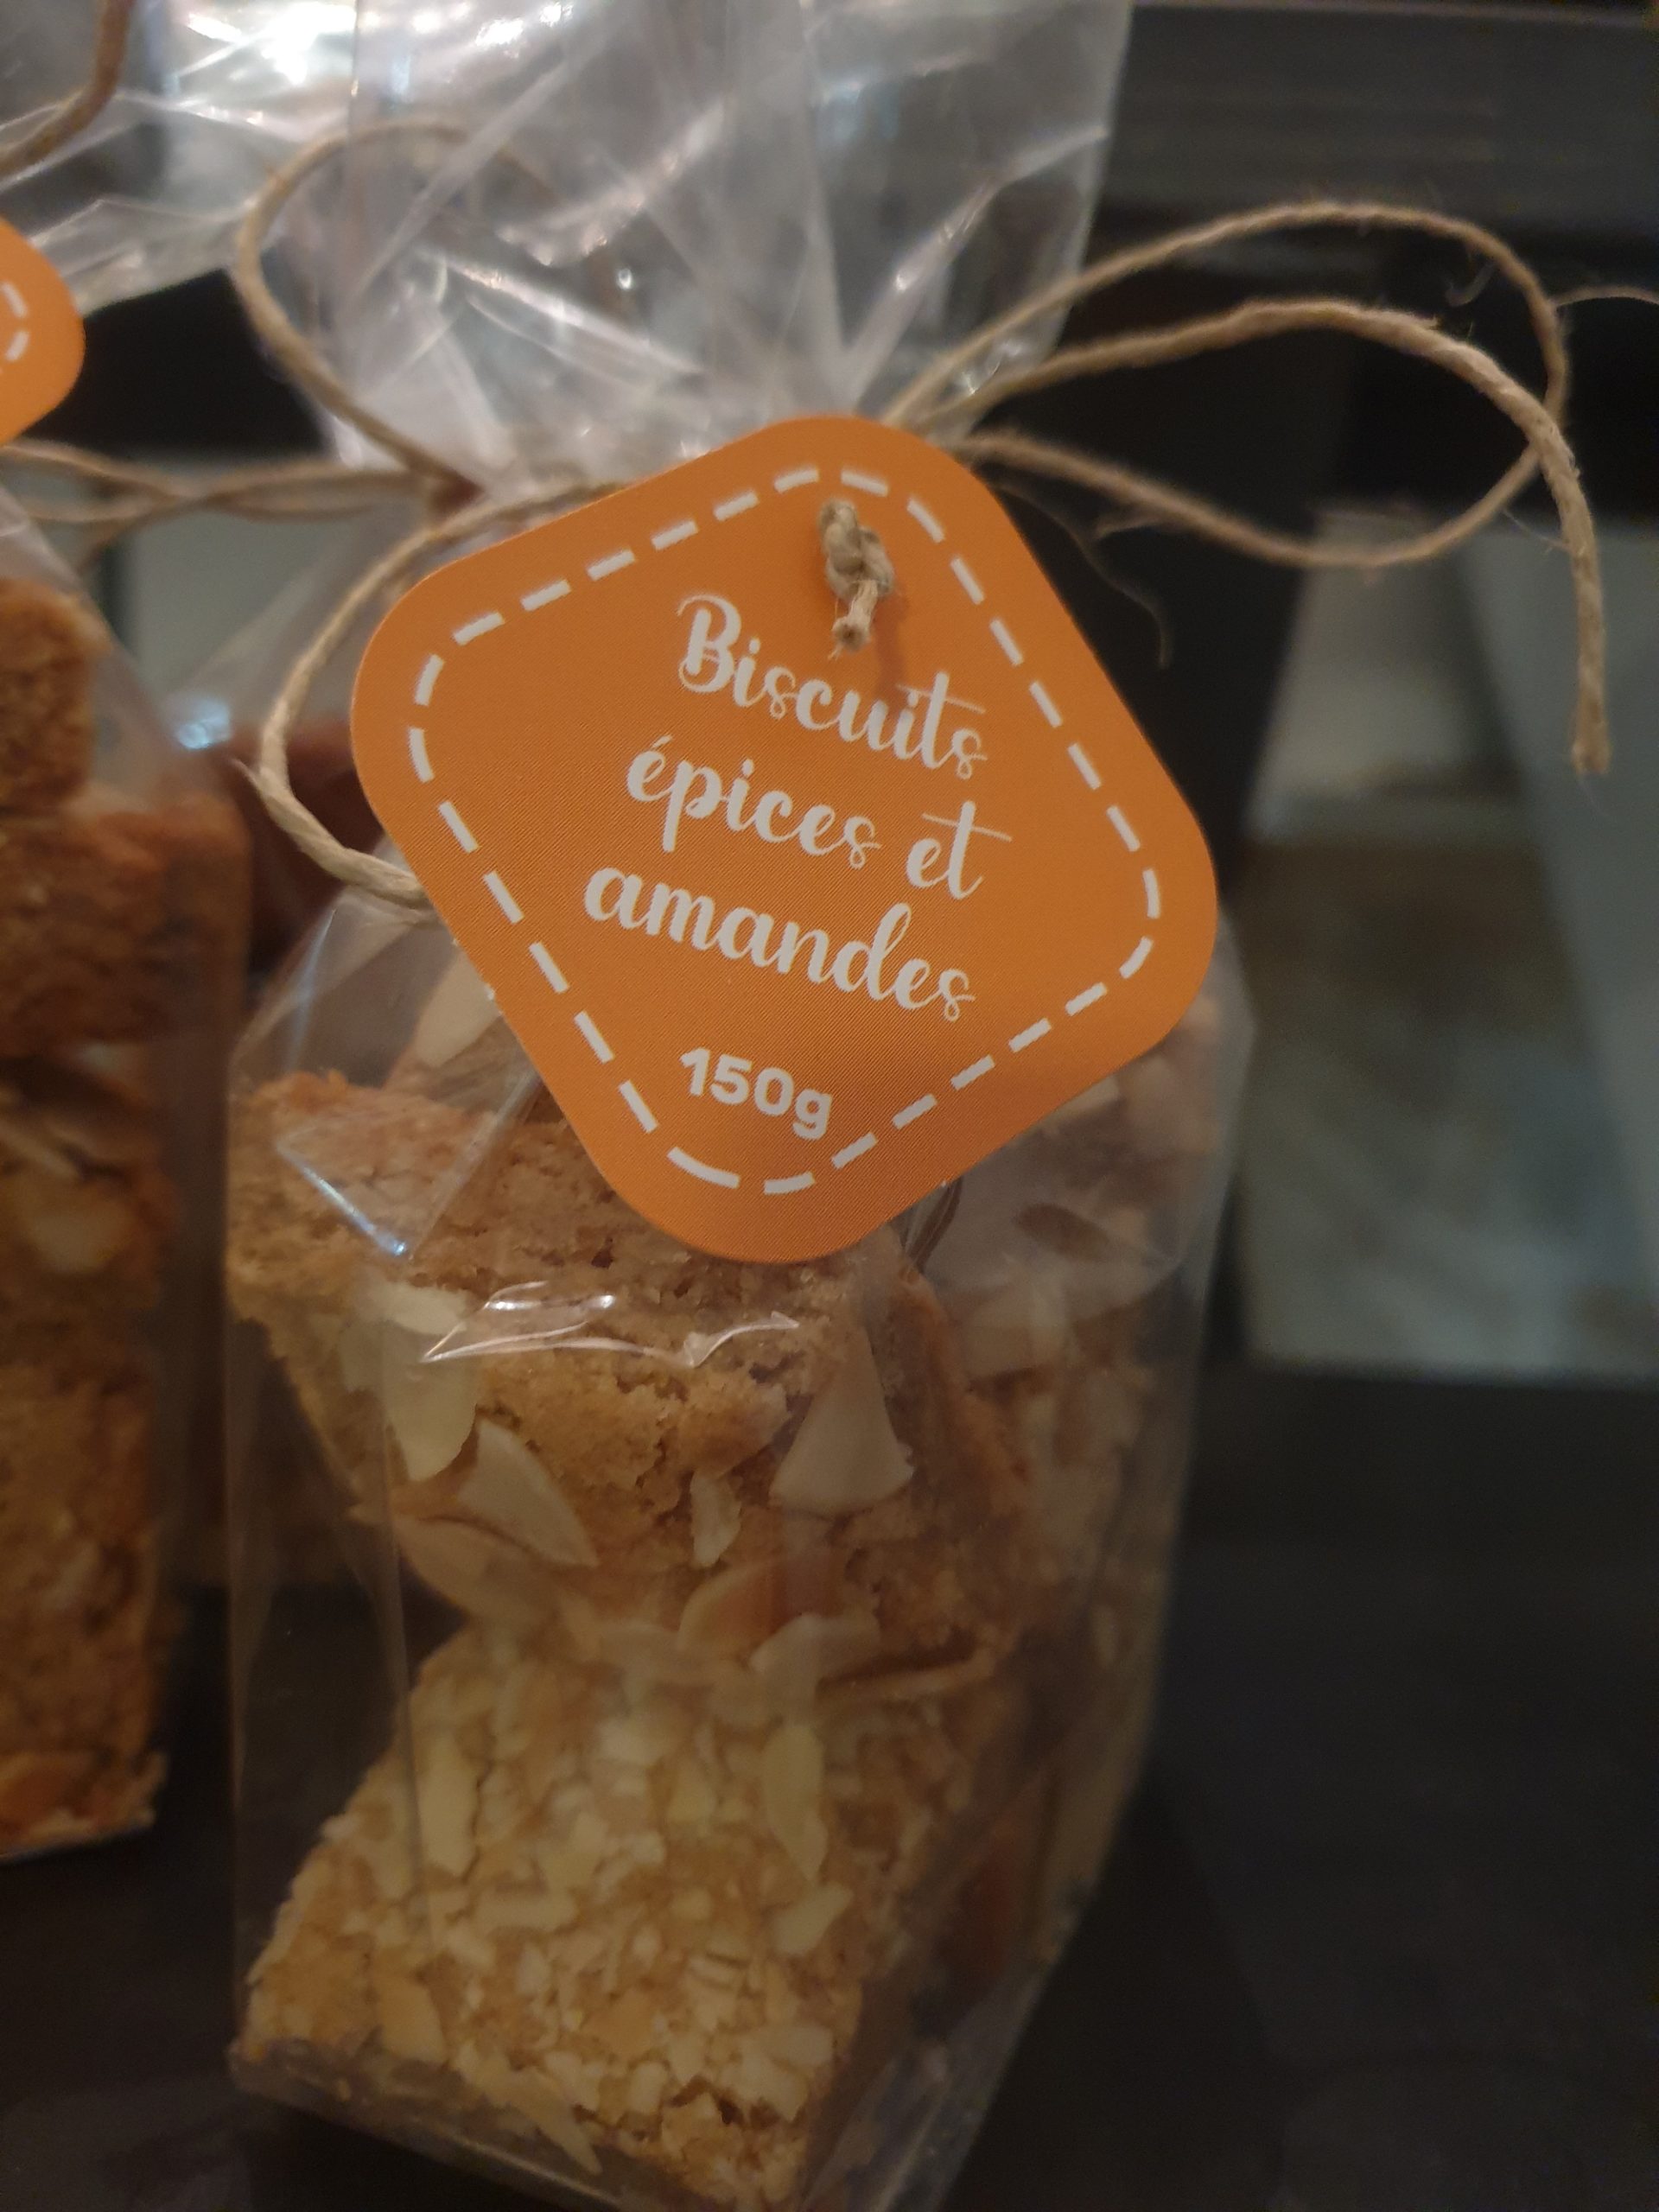 Biscuits
épices et
amandes
150g